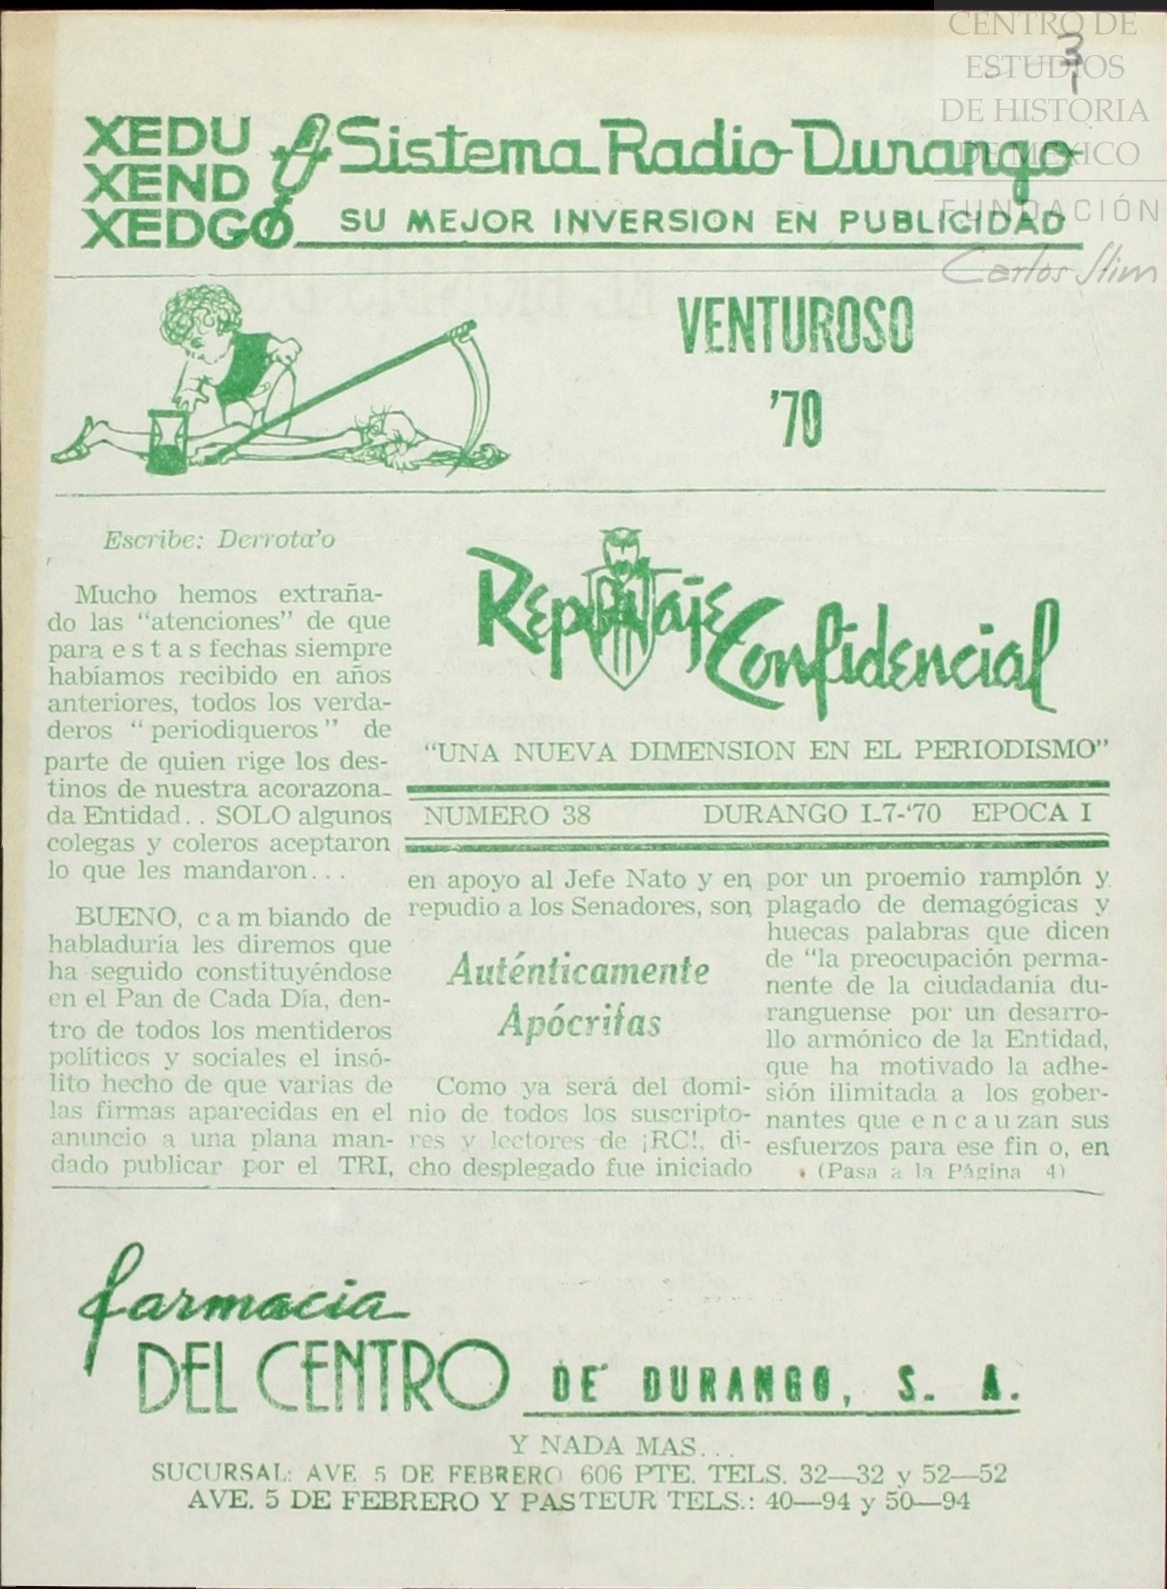 CENTRO DE
ESTUDIOS
DE HISTORIA
DE MEXICO
FUNDACIÓN
Carlos Slim
3
1
XEDU
XEND
XEDGO
Sistema Radio Durango
SU MEJOR INVERSION EN PUBLICIDAD
VENTUROSO
'70
Escribe: Derrota'o
Mucho hemos extraña-
do las "atenciones" de que
para e s t a s fechas siempre
habíamos recibido en años
anteriores, todos los verda-
deros "periodiqueros" de
parte de quien rige los des-
tinos de nuestra acorazona-
da Entidad.. SOLO algunos
colegas y coleros aceptaron
lo que les mandaron...
BUENO, c a m biando de
habladuría les diremos que
ha seguido constituyéndose
en el Pan de Cada Día, den-
tro de todos los mentideros
políticos y sociales el insó-
lito hecho de que varias de
las firmas aparecidas en el
anuncio a una plana man-
dado publicar por el TRI,
Reportaje
Confidencial
"UNA NUEVA DIMENSION EN EL PERIODISMO"
NUMERO 38 DURANGO I-7-'70 EPOCA I
en apoyo al Jefe Nato y en
repudio a los Senadores, son
Auténticamente
Apócrifas
Como ya será del domi-
nio de todos los suscripto-
res y lectores de ¡RC!, di-
cho desplegado fue iniciado
por un proemio ramplón y
plagado de demagógicas y
huecas palabras que dicen
de "la preocupación perma-
nente de la ciudadanía du-
ranguense por un desarro-
llo armónico de la Entidad,
que ha motivado la adhe-
sión ilimitada a los gober-
nantes que e n c a u zan sus
esfuerzos para ese fin o, en
(Pasa a la Página 4)
farmacia
DEL CENTRO DE DURANGO, S. A.
Y NADA MAS...
SUCURSAL: AVE 5 DE FEBRERO 606 PTE. TELS. 32—32 y 52—52
AVE. 5 DE FEBRERO Y PASTEUR TELS.: 40—94 y 50—94